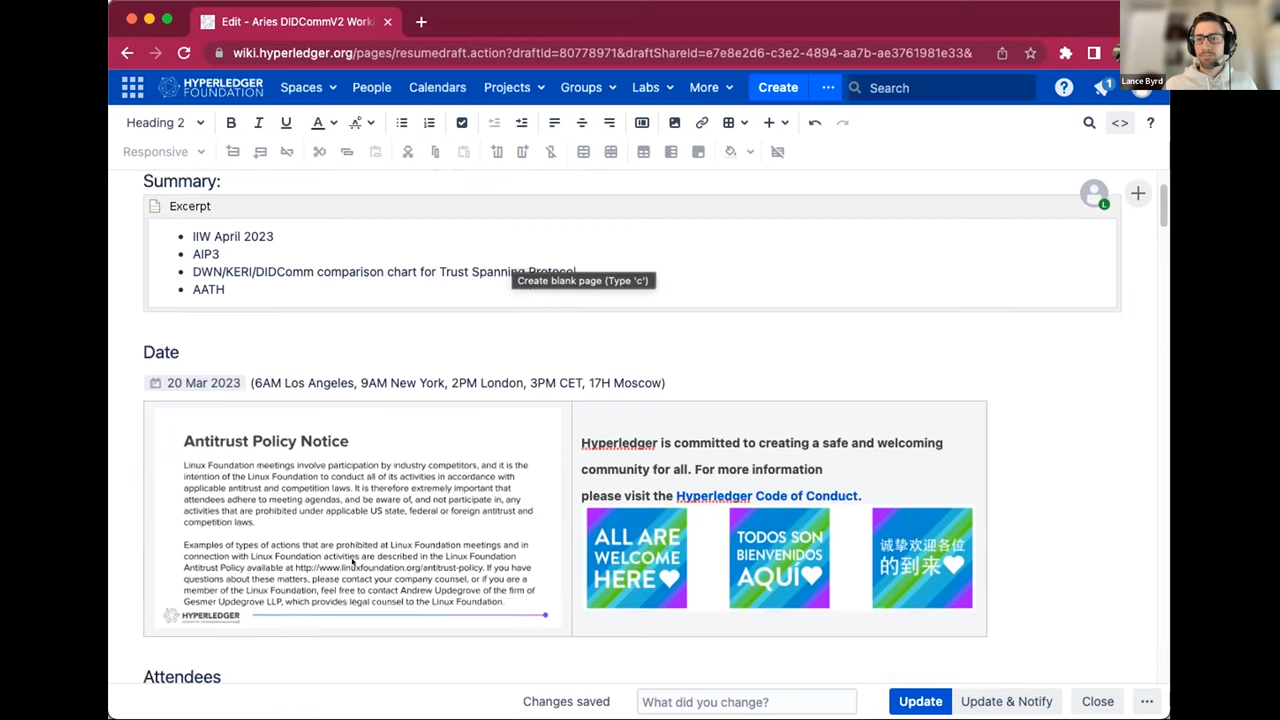 Edit - Aries DIDCommV2 Worki
wiki.hyperledger.org/pages/resumedraft.action?draftId=80778971&draftShareId=e7e8e2d6-c3e2-4894-aa7b-ae3761981e33&
Lance Byrd
HYPERLEDGER
FOUNDATION
Spaces
People
Calendars
Projects
Groups
Labs
More
Create
Search
1
Heading 2
B
I
U
A
<>
?
Responsive
Summary:
Excerpt
L
IIW April 2023
AIP3
DWN/KERI/DIDComm comparison chart for Trust Spanning Protocol
Create blank page (Type 'c')
AATH
Date
20 Mar 2023 (6AM Los Angeles, 9AM New York, 2PM London, 3PM CET, 17H Moscow)
Antitrust Policy Notice
Linux Foundation meetings involve participation by industry competitors, and it is the
intention of the Linux Foundation to conduct all of its activities in accordance with
applicable antitrust and competition laws. It is therefore extremely important that
attendees adhere to meeting agendas, and be aware of, and not participate in, any
activities that are prohibited under applicable US state, federal or foreign antitrust and
competition laws.
Examples of types of actions that are prohibited at Linux Foundation meetings and in
connection with Linux Foundation activities are described in the Linux Foundation
Antitrust Policy available at http://www.linuxfoundation.org/antitrust-policy. If you have
questions about these matters, please contact your company counsel, or if you are a
member of the Linux Foundation, feel free to contact Andrew Updegrove of the firm of
Gesmer Updegrove LLP, which provides legal counsel to the Linux Foundation.
HYPERLEDGER
Hyperledger is committed to creating a safe and welcoming
community for all. For more information
please visit the Hyperledger Code of Conduct.
ALL ARE
WELCOME
HERE
TODOS SON
BIENVENIDOS
AQUÍ
诚挚欢迎各位
的到来
Attendees
Changes saved
What did you change?
Update
Update & Notify
Close